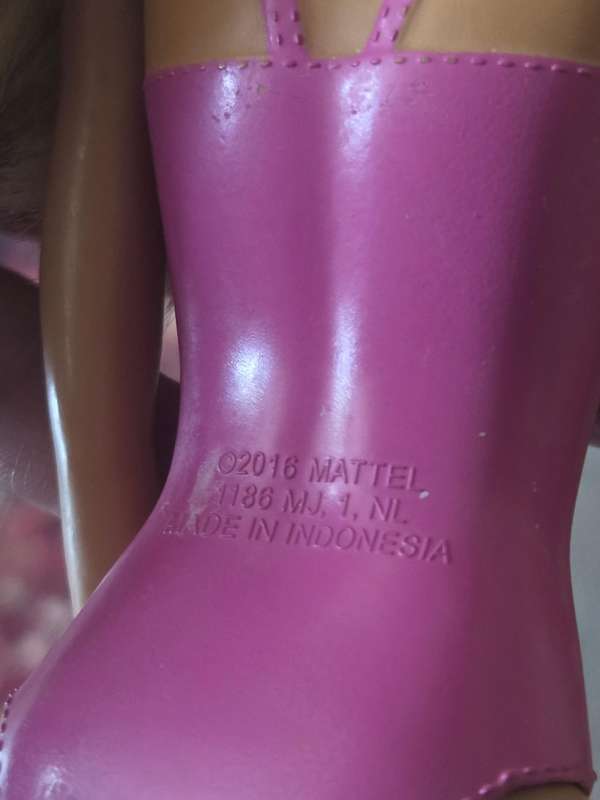 ©2016 MATTEL
1186 MJ, 1, NL
MADE IN INDONESIA